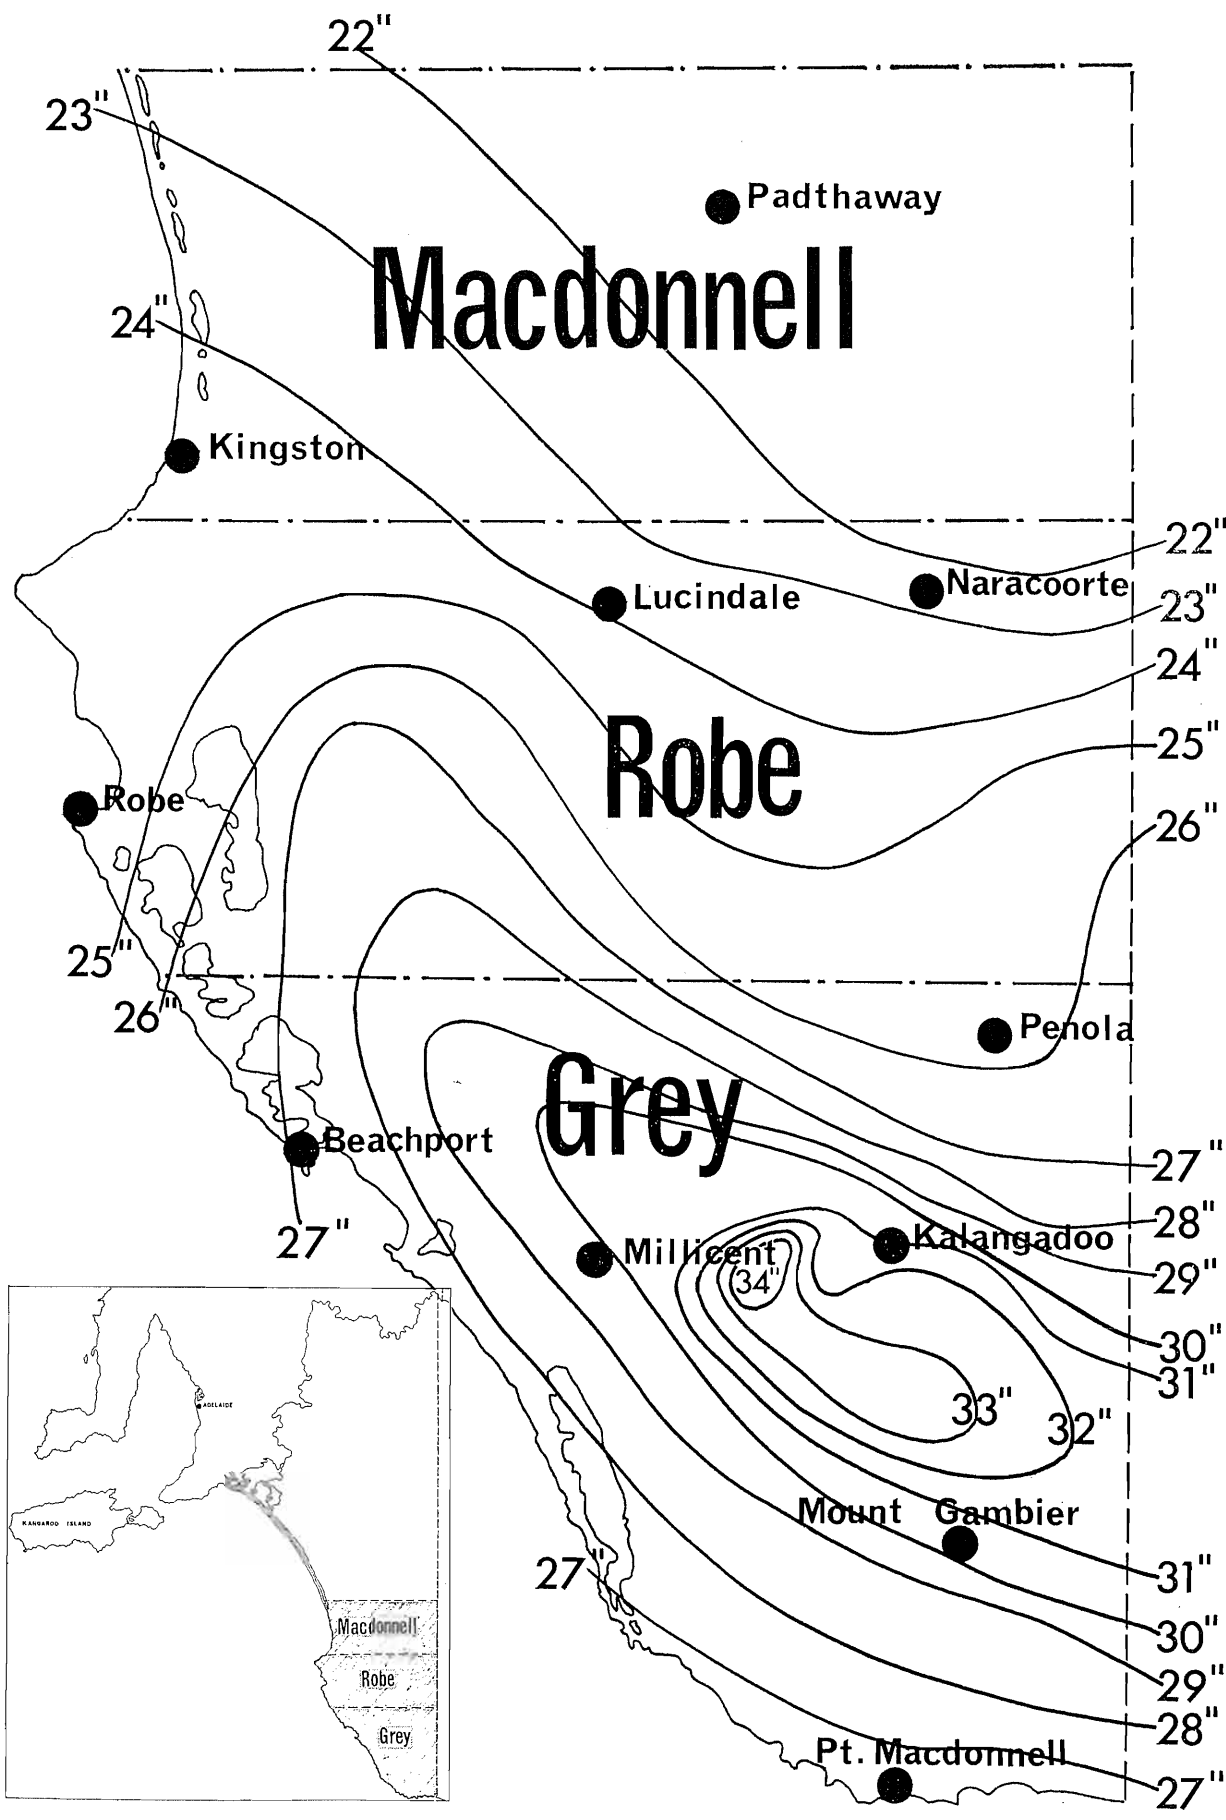 22"
23"
Padthaway
Macdonnell
24"
Kingston
22"
Naracoorte
Lucindale
23"
24"
Robe
25"
Robe
26"
25"
26"
Penola
Grey
Beachport
27"
28"
27"
Kalangadoo
Millicent
29"
34"
30"
31"
33"
32"
Mount Gambier
27"
31"
30"
29"
28"
Pt. Macdonnell
27"
ADELAIDE
KANGAROO ISLAND
Macdonnell
Robe
Grey